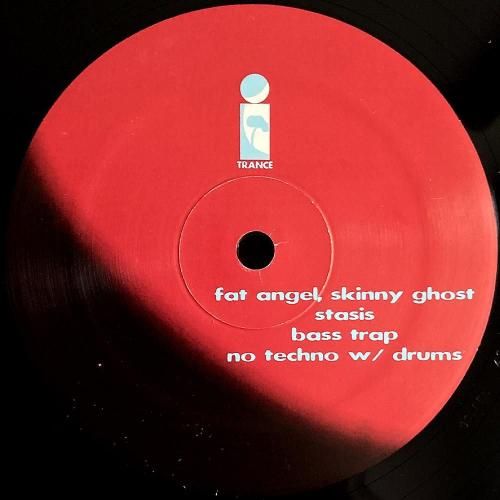 i
TRANCE
fat angel, skinny ghost
stasis
bass trap
no techno w/ drums